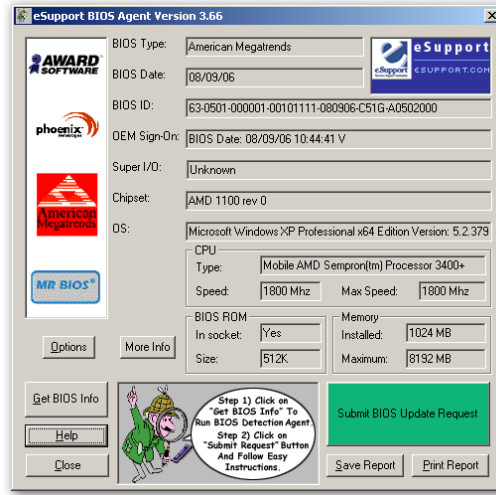 eSupport BIOS Agent Version 3.66
AWARD
SOFTWARE
phoenix
technologies
American
Megatrends
MR BIOS®
BIOS Type: American Megatrends
BIOS Date: 08/09/06
eSupport
eSupport
ESUPPORT.COM
BIOS ID: 63-0501-000001-00101111-080906-C51G-A0502000
OEM Sign-On: BIOS Date: 08/09/06 10:44:41 V
Super I/O: Unknown
Chipset: AMD 1100 rev 0
OS: Microsoft Windows XP Professional x64 Edition Version: 5.2.379
CPU
Type: Mobile AMD Sempron(tm) Processor 3400+
Speed: 1800 Mhz Max Speed: 1800 Mhz
BIOS ROM
In socket: Yes
Size: 512K
Memory
Installed: 1024 MB
Maximum: 8192 MB
Options
More Info
Get BIOS Info
Help
Close
Step 1) Click on
"Get BIOS Info" To
Run BIOS Detection Agent.
Step 2) Click on
"Submit Request" Button
And Follow Easy
Instructions.
Submit BIOS Update Request
Save Report
Print Report